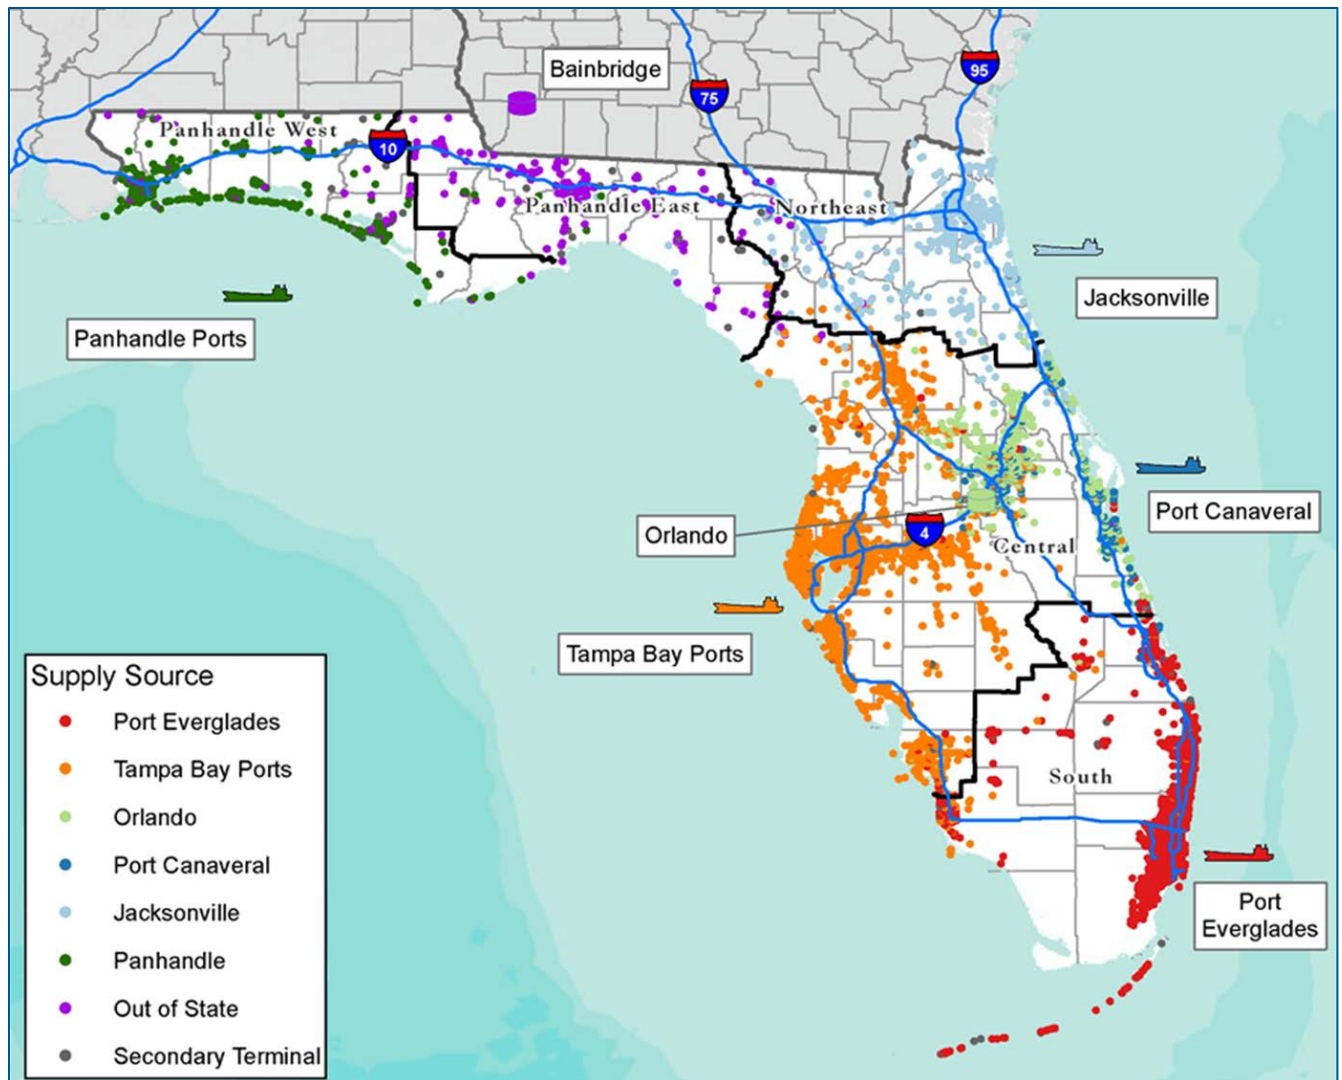 95
Bainbridge
75
Panhandle West
10
Panhandle East
Northeast
Jacksonville
Panhandle Ports
Port Canaveral
Orlando
4
Central
Tampa Bay Ports
Supply Source
Port Everglades
Tampa Bay Ports
Orlando
Port Canaveral
Jacksonville
Panhandle
Out of State
Secondary Terminal
South
Port
Everglades